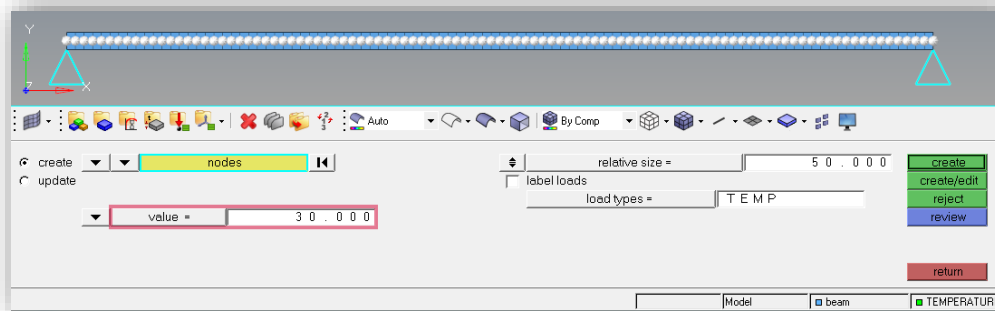 Y
Z X
Auto By Comp
create nodes relative size = 50.000 create
update label loads create/edit
load types = TEMP reject
value = 30.000 review
return
Model beam TEMPERATUR